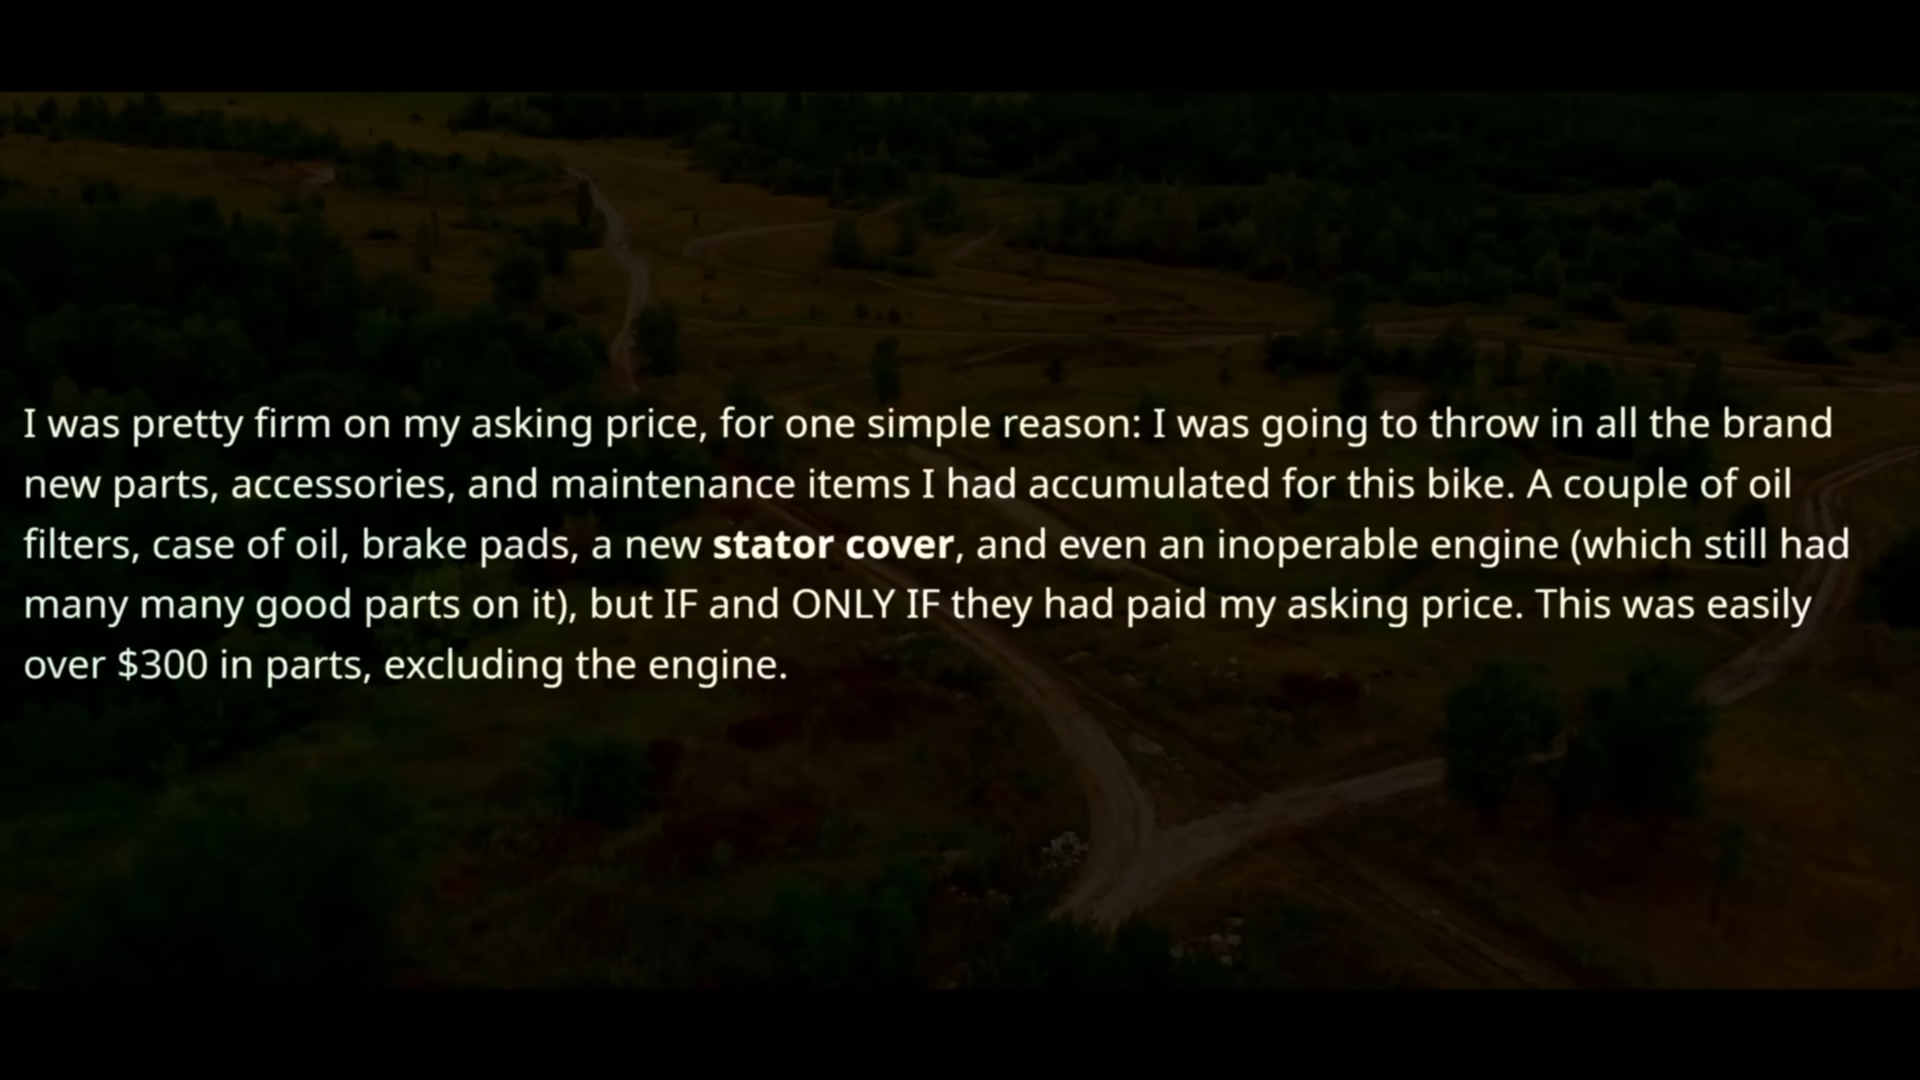 I was pretty firm on my asking price, for one simple reason: I was going to throw in all the brand
new parts, accessories, and maintenance items I had accumulated for this bike. A couple of oil
filters, case of oil, brake pads, a new stator cover, and even an inoperable engine (which still had
many many good parts on it), but IF and ONLY IF they had paid my asking price. This was easily
over $300 in parts, excluding the engine.